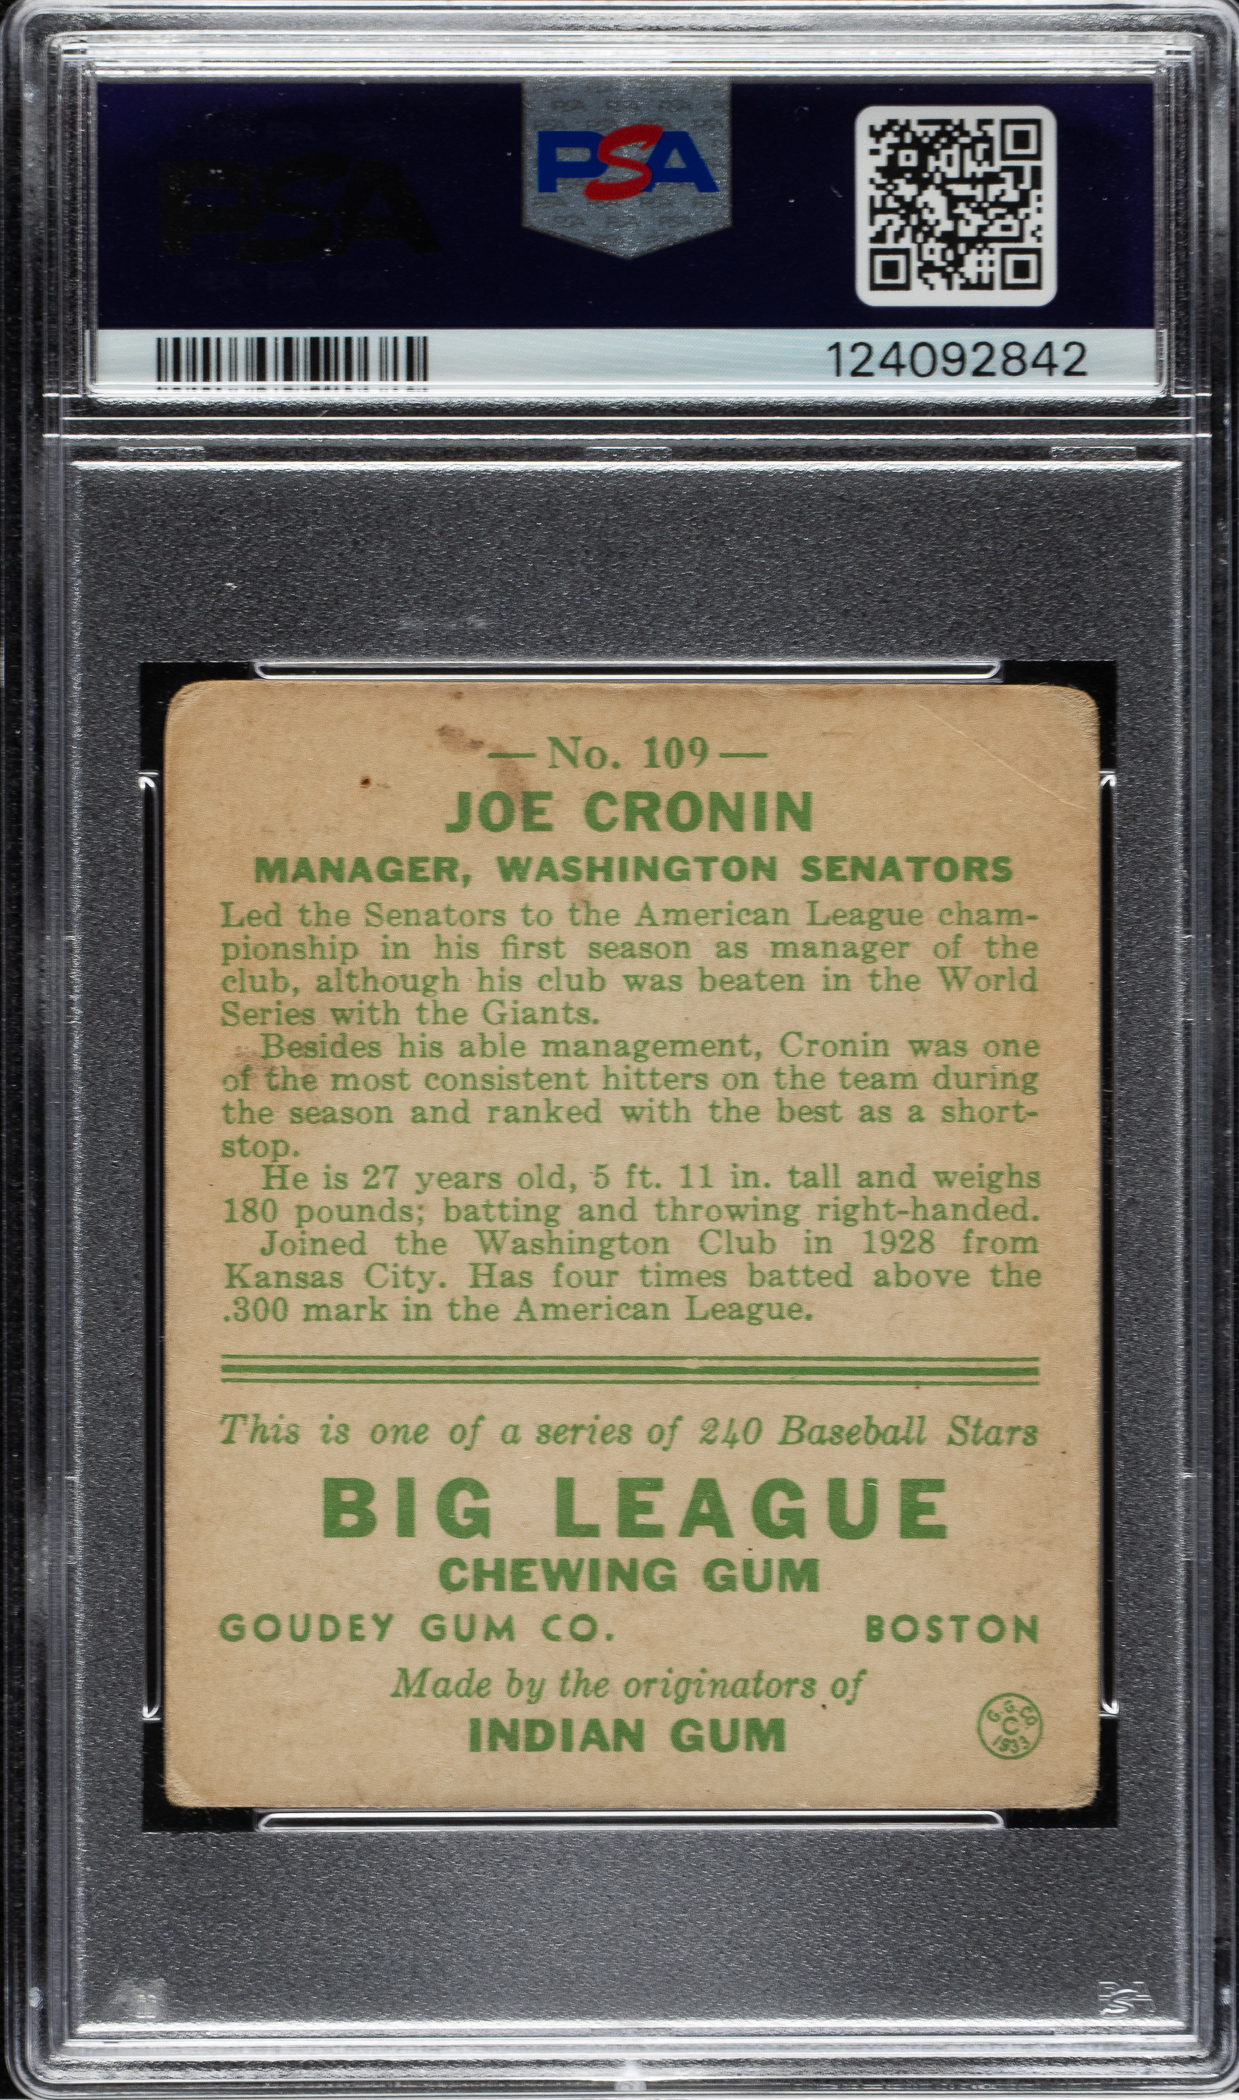 PSA
PSA
124092842
— No. 109 —
JOE CRONIN
MANAGER, WASHINGTON SENATORS
Led the Senators to the American League cham-
pionship in his first season as manager of the
club, although his club was beaten in the World
Series with the Giants.
Besides his able management, Cronin was one
of the most consistent hitters on the team during
the season and ranked with the best as a short-
stop.
He is 27 years old, 5 ft. 11 in. tall and weighs
180 pounds; batting and throwing right-handed.
Joined the Washington Club in 1928 from
Kansas City. Has four times batted above the
.300 mark in the American League.
This is one of a series of 240 Baseball Stars
BIG LEAGUE
CHEWING GUM
GOUDEY GUM CO. BOSTON
Made by the originators of
INDIAN GUM
G. G. Co.
C
1933
PSA